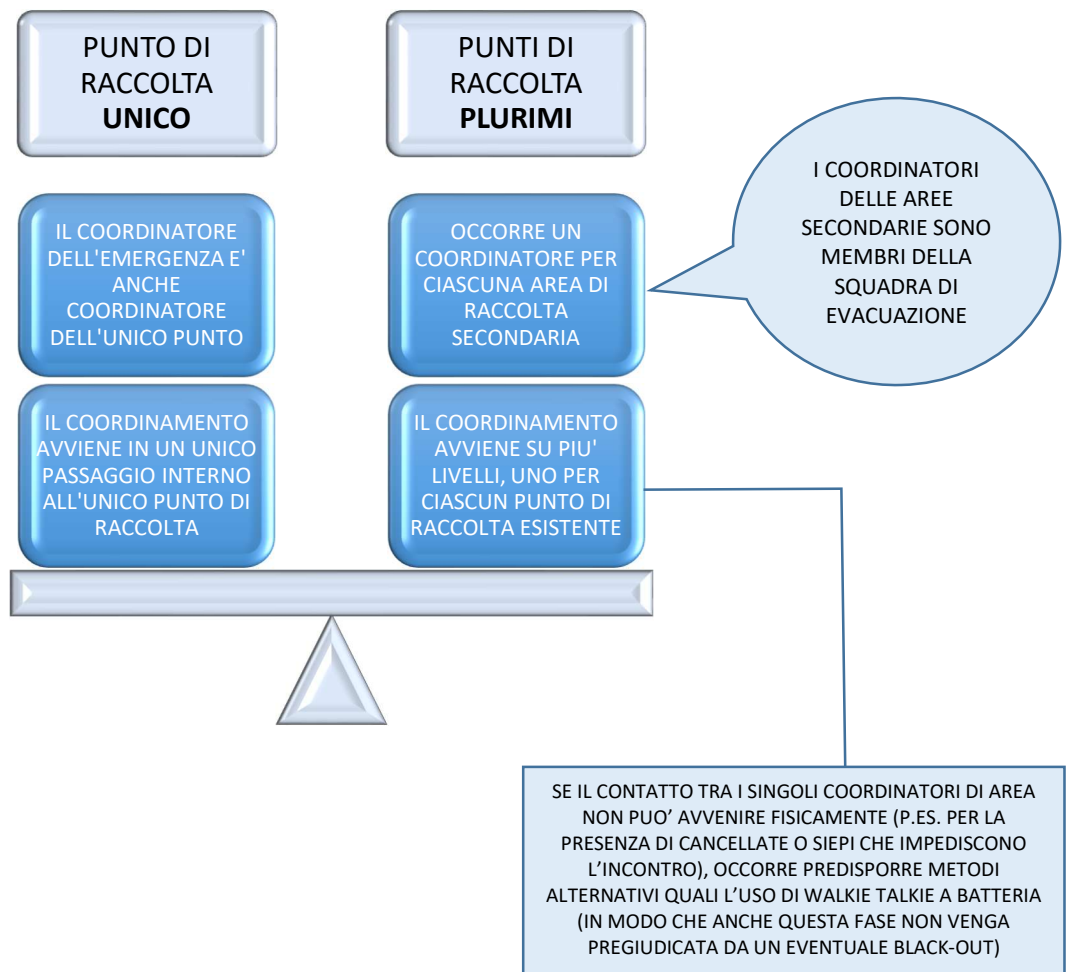 PUNTO DI
RACCOLTA
UNICO
PUNTI DI
RACCOLTA
PLURIMI
IL COORDINATORE
DELL'EMERGENZA E'
ANCHE
COORDINATORE
DELL'UNICO PUNTO
OCCORRE UN
COORDINATORE PER
CIASCUNA AREA DI
RACCOLTA
SECONDARIA
I COORDINATORI
DELLE AREE
SECONDARIE SONO
MEMBRI DELLA
SQUADRA DI
EVACUAZIONE
IL COORDINAMENTO
AVVIENE IN UN UNICO
PASSAGGIO INTERNO
ALL'UNICO PUNTO DI
RACCOLTA
IL COORDINAMENTO
AVVIENE SU PIU'
LIVELLI, UNO PER
CIASCUN PUNTO DI
RACCOLTA ESISTENTE
SE IL CONTATTO TRA I SINGOLI COORDINATORI DI AREA
NON PUO’ AVVENIRE FISICAMENTE (P.ES. PER LA
PRESENZA DI CANCELLATE O SIEPI CHE IMPEDISCONO
L’INCONTRO), OCCORRE PREDISPORRE METODI
ALTERNATIVI QUALI L’USO DI WALKIE TALKIE A BATTERIA
(IN MODO CHE ANCHE QUESTA FASE NON VENGA
PREGIUDICATA DA UN EVENTUALE BLACK-OUT)